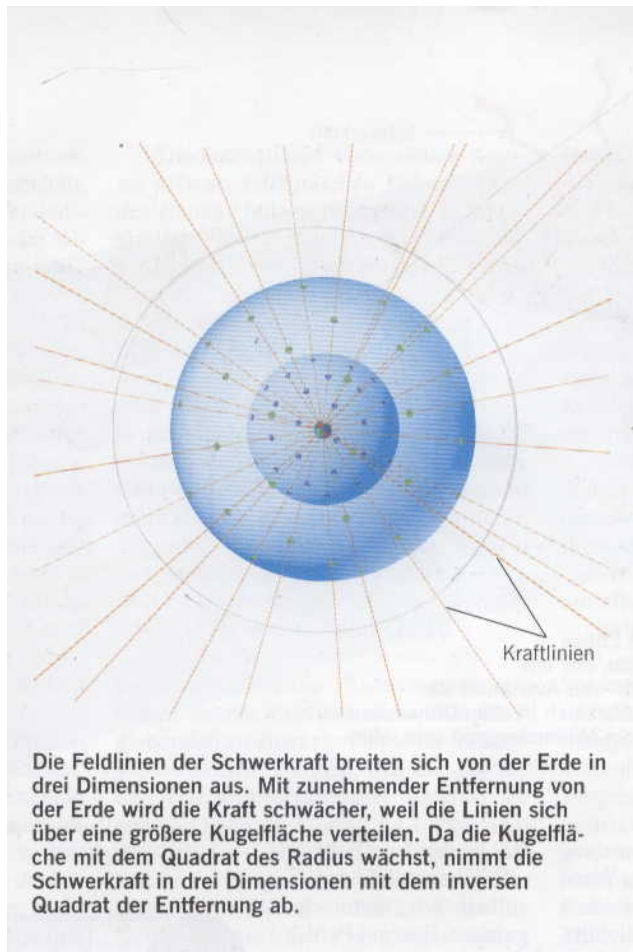 Kraftlinien
Die Feldlinien der Schwerkraft breiten sich von der Erde in
drei Dimensionen aus. Mit zunehmender Entfernung von
der Erde wird die Kraft schwächer, weil die Linien sich
über eine größere Kugelfläche verteilen. Da die Kugelflä-
che mit dem Quadrat des Radius wächst, nimmt die
Schwerkraft in drei Dimensionen mit dem inversen
Quadrat der Entfernung ab.